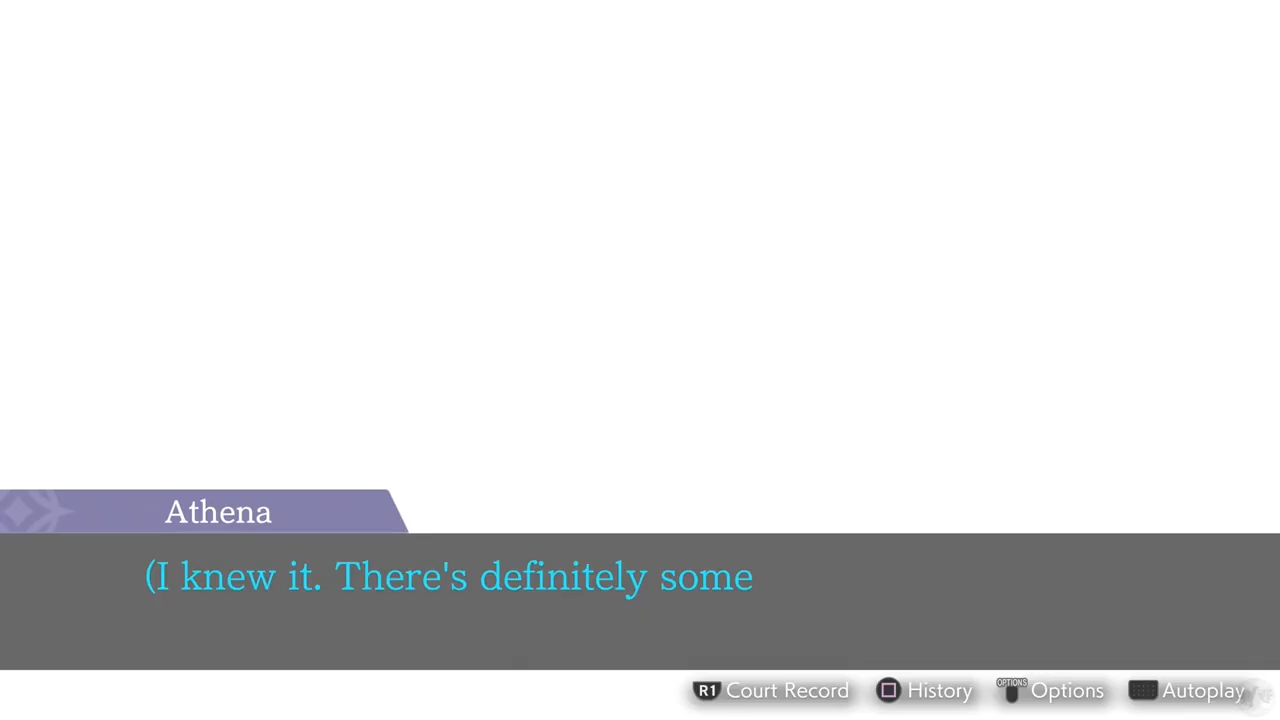 Athena
(I knew it. There's definitely some
R1 Court Record
History
OPTIONS Options
Autoplay